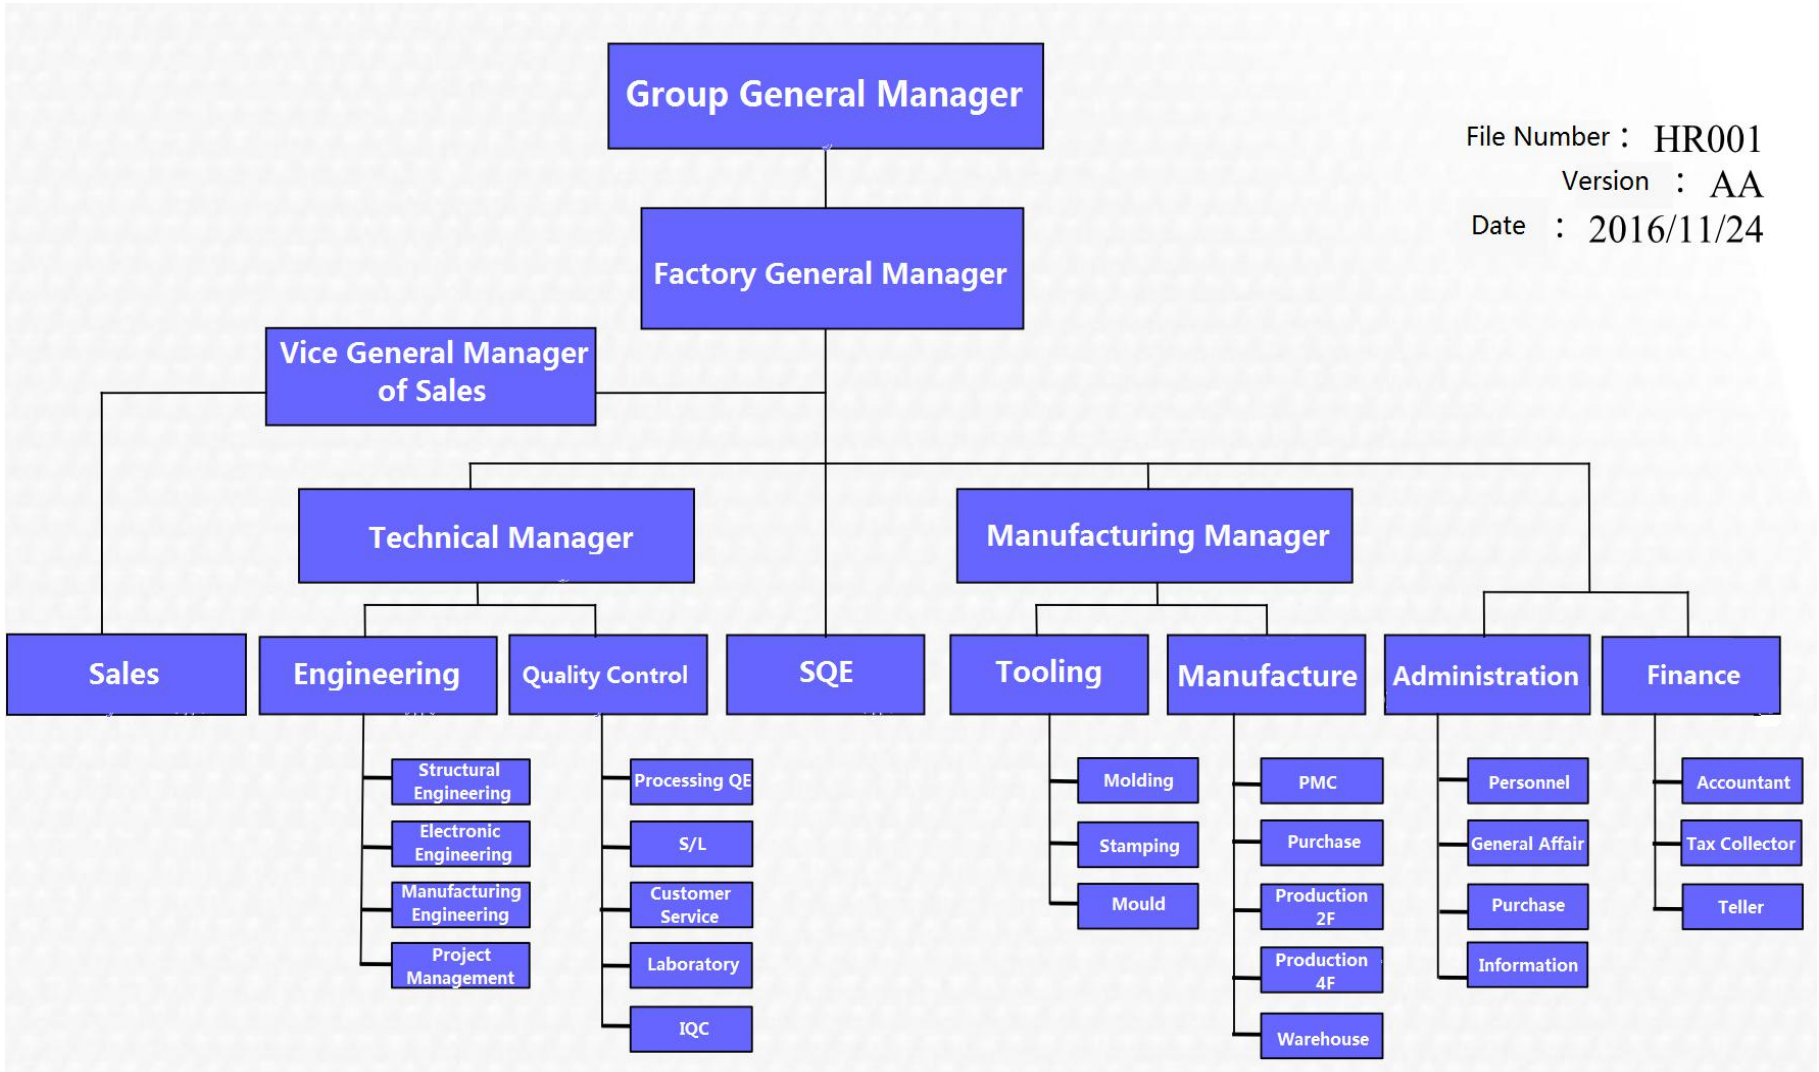 Group General Manager
File Number： HR001
Version ： AA
Date ： 2016/11/24
Factory General Manager
Vice General Manager
of Sales
Technical Manager
Manufacturing Manager
Sales
Engineering
Quality Control
SQE
Tooling
Manufacture
Administration
Finance
Structural
Engineering
Electronic
Engineering
Manufacturing
Engineering
Project
Management
Processing QE
S/L
Customer
Service
Laboratory
IQC
Molding
Stamping
Mould
PMC
Purchase
Production
2F
Production
4F
Warehouse
Personnel
General Affair
Purchase
Information
Accountant
Tax Collector
Teller